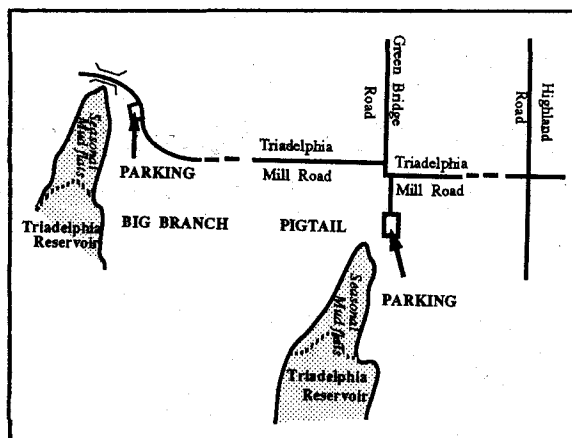 Green Bridge
Road
Highland
Road
Seasonal
Mud flats
PARKING
Triadelphia
Mill Road
Triadelphia
Mill Road
Triadelphia
Reservoir
BIG BRANCH
PIGTAIL
PARKING
Seasonal
Mud flats
Triadelphia
Reservoir